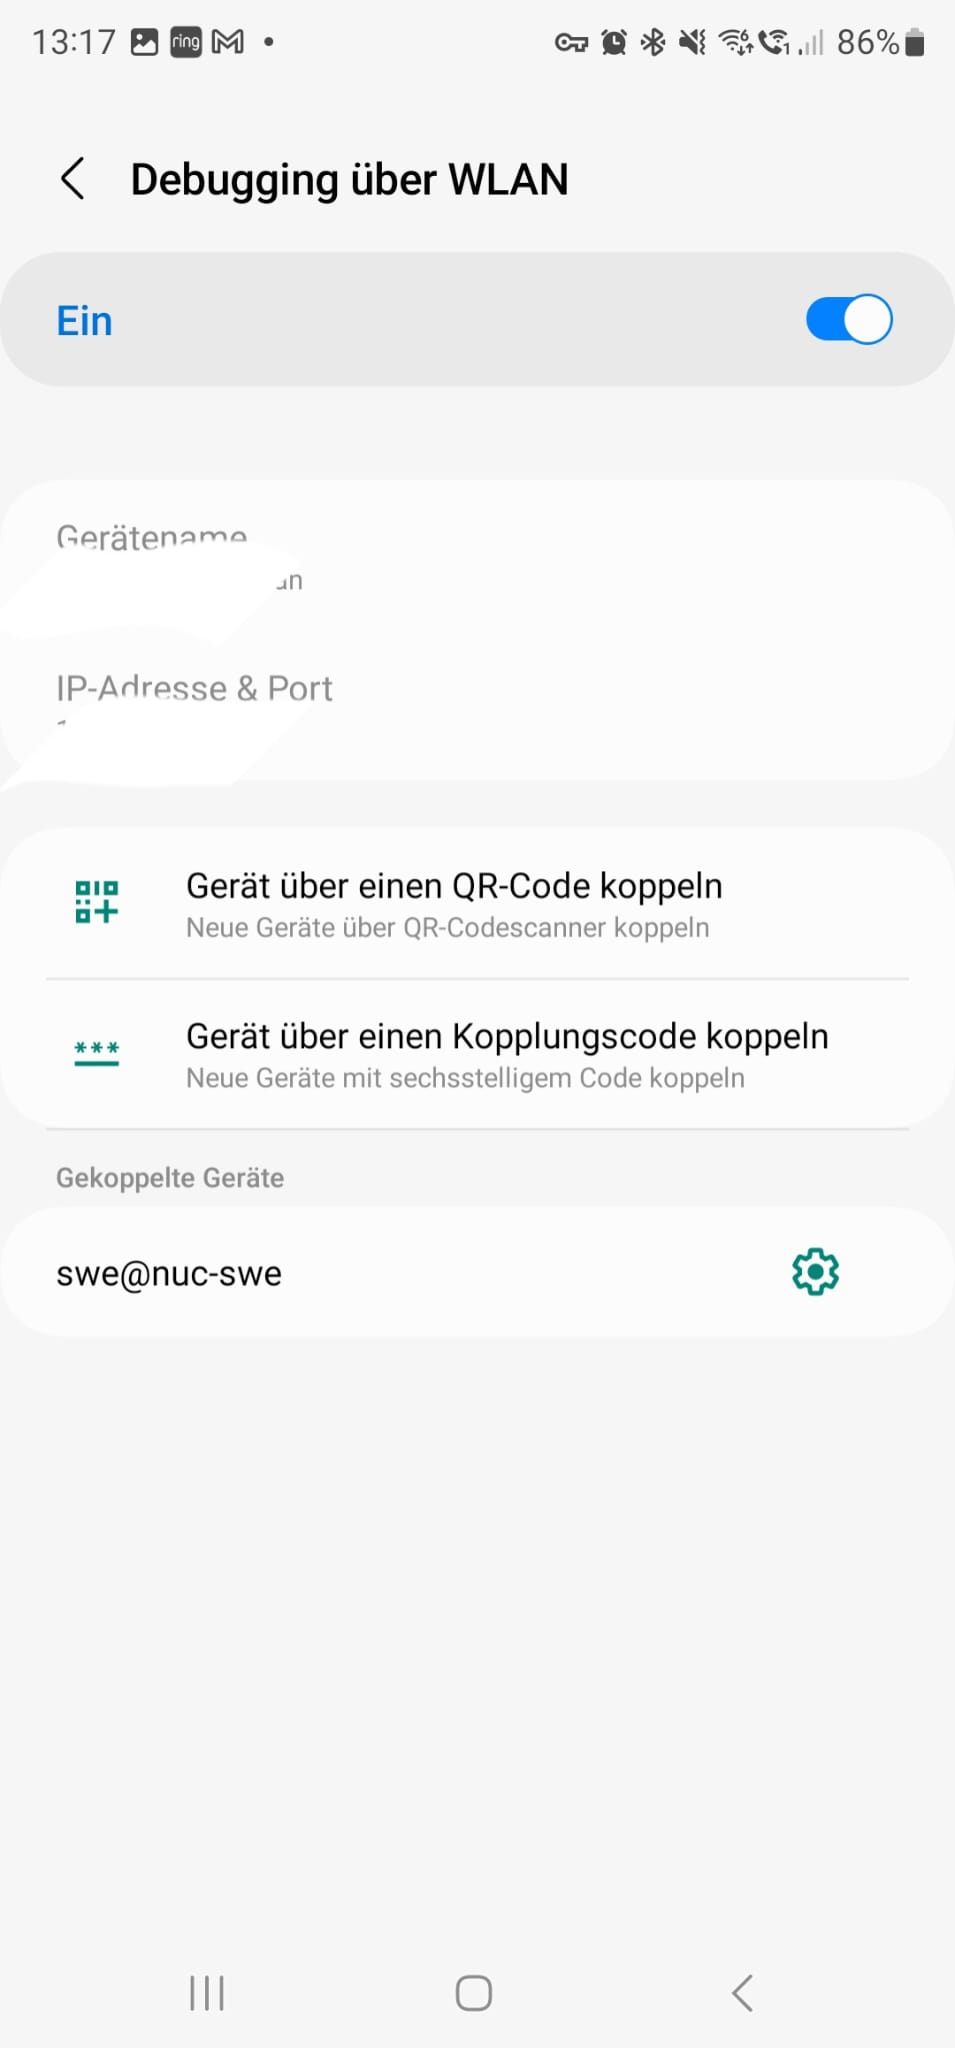 13:17 ring 86%
Debugging über WLAN
Ein
Gerätename
IP-Adresse & Port
Gerät über einen QR-Code koppeln
Neue Geräte über QR-Codescanner koppeln
Gerät über einen Kopplungscode koppeln
Neue Geräte mit sechsstelligem Code koppeln
Gekoppelte Geräte
swe@nuc-swe